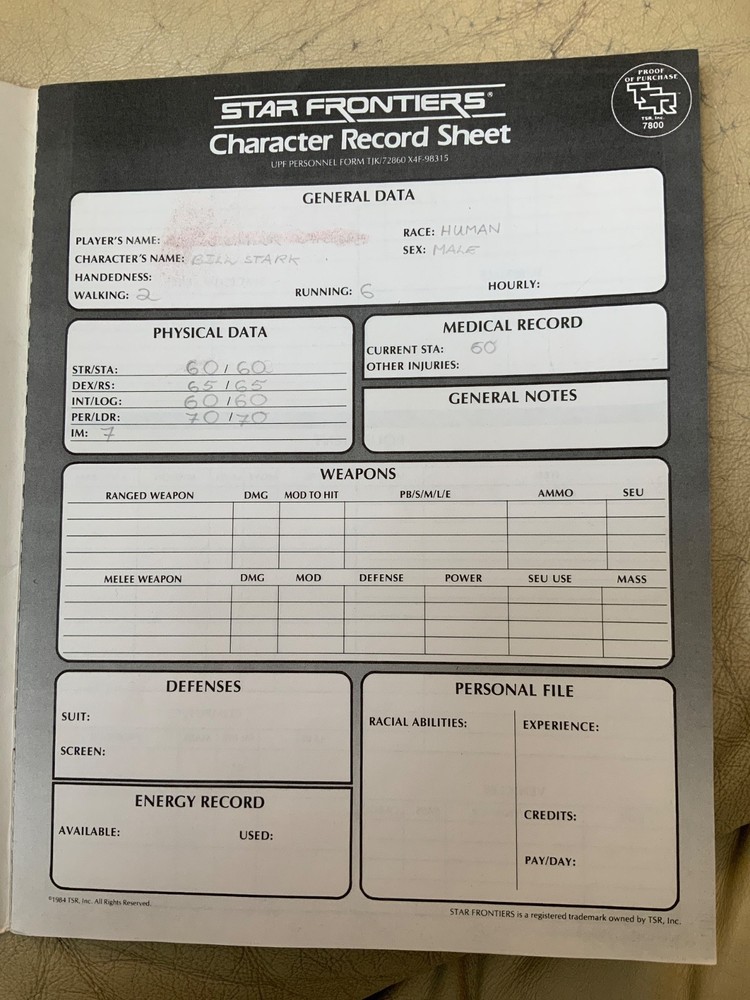 PROOF
OF PURCHASE
TSR
TSR, Inc.
7800
STAR FRONTIERS®
Character Record Sheet
UPF PERSONNEL FORM TJK/72860 X4F-98315
GENERAL DATA
PLAYER'S NAME:
RACE: HUMAN
CHARACTER'S NAME: BILL STARK
SEX: MALE
HANDEDNESS:
WALKING: 2 RUNNING: 6 HOURLY:
PHYSICAL DATA
STR/STA: 60 / 60
DEX/RS: 65 / 65
INT/LOG: 60 / 60
PER/LDR: 70 / 70
IM: 7
MEDICAL RECORD
CURRENT STA: 60
OTHER INJURIES:
GENERAL NOTES
WEAPONS
RANGED WEAPON DMG MOD TO HIT PB/S/M/L/E AMMO SEU
MELEE WEAPON DMG MOD DEFENSE POWER SEU USE MASS
DEFENSES
SUIT:
SCREEN:
ENERGY RECORD
AVAILABLE: USED:
PERSONAL FILE
RACIAL ABILITIES:
EXPERIENCE:
CREDITS:
PAY/DAY:
©1984 TSR, Inc. All Rights Reserved.
STAR FRONTIERS is a registered trademark owned by TSR, Inc.